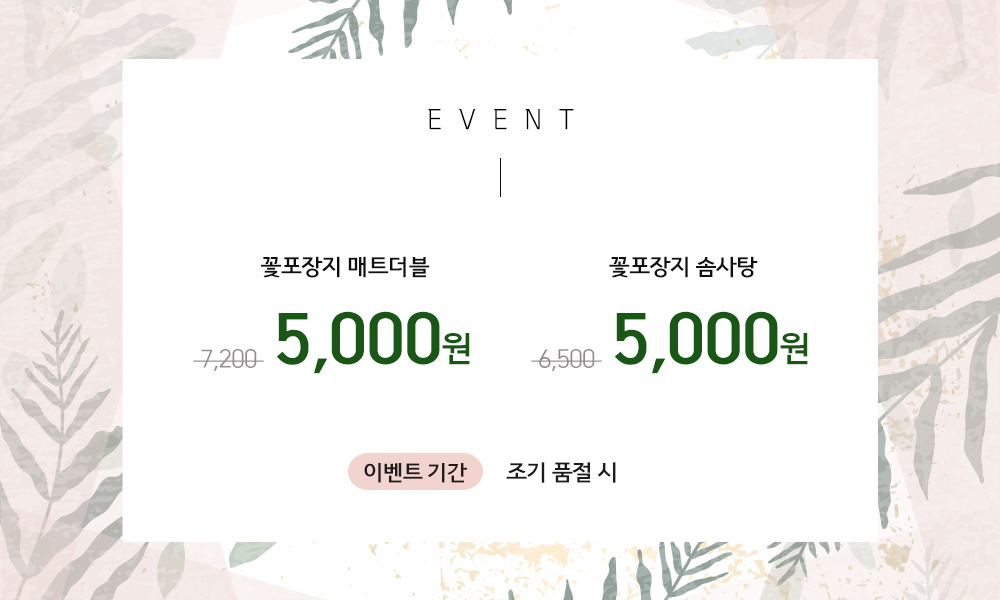 EVENT
꽃포장지 매트더블
7,200 5,000원
꽃포장지 솜사탕
6,500 5,000원
이벤트 기간 조기 품절 시